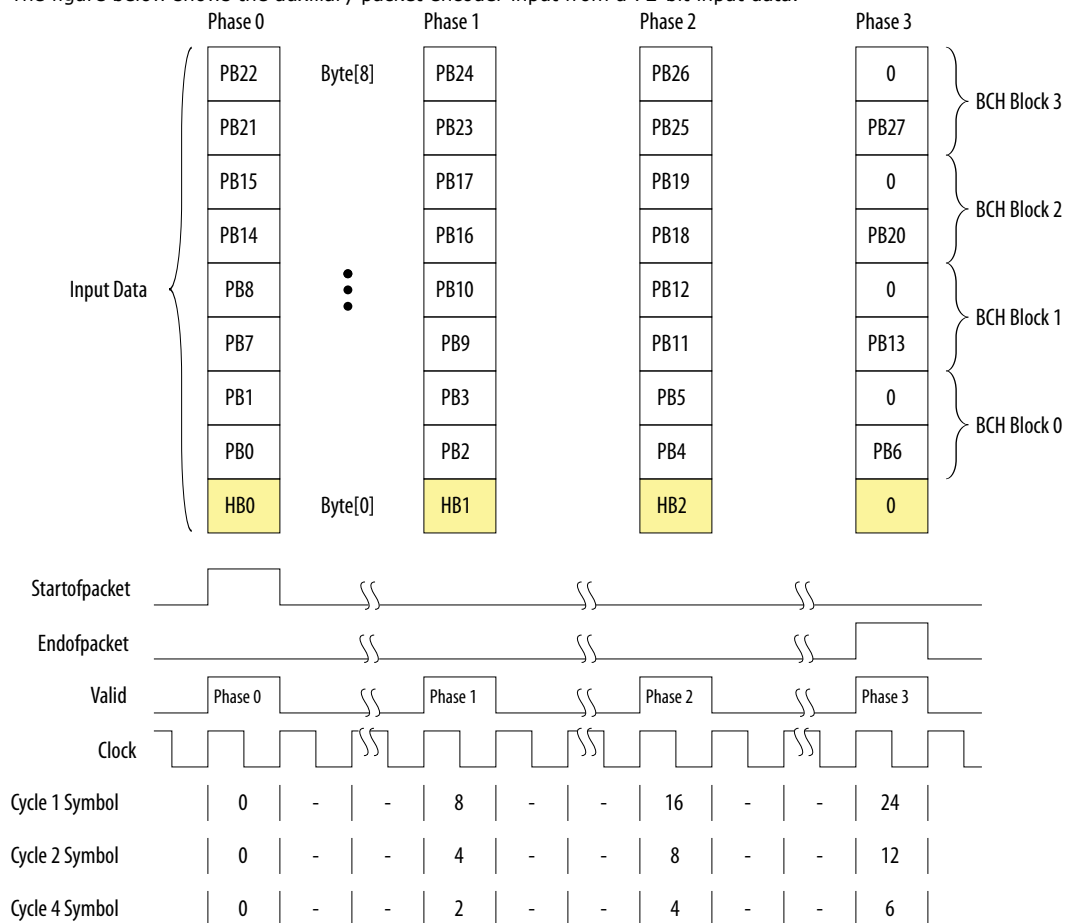 The figure below shows the auxiliary packet encoder input from a 72-bit input data.
Phase 0 Phase 1 Phase 2 Phase 3
PB22 Byte[8] PB24 PB26 0
BCH Block 3
PB21 PB23 PB25 PB27
PB15 PB17 PB19 0
BCH Block 2
PB14 PB16 PB18 PB20
Input Data PB8 PB10 PB12 0
BCH Block 1
PB7 PB9 PB11 PB13
PB1 PB3 PB5 0
BCH Block 0
PB0 PB2 PB4 PB6
HB0 Byte[0] HB1 HB2 0
Startofpacket
Endofpacket
Valid Phase 0 Phase 1 Phase 2 Phase 3
Clock
Cycle 1 Symbol 0 - - 8 - - 16 - - 24
Cycle 2 Symbol 0 - - 4 - - 8 - - 12
Cycle 4 Symbol 0 - - 2 - - 4 - - 6